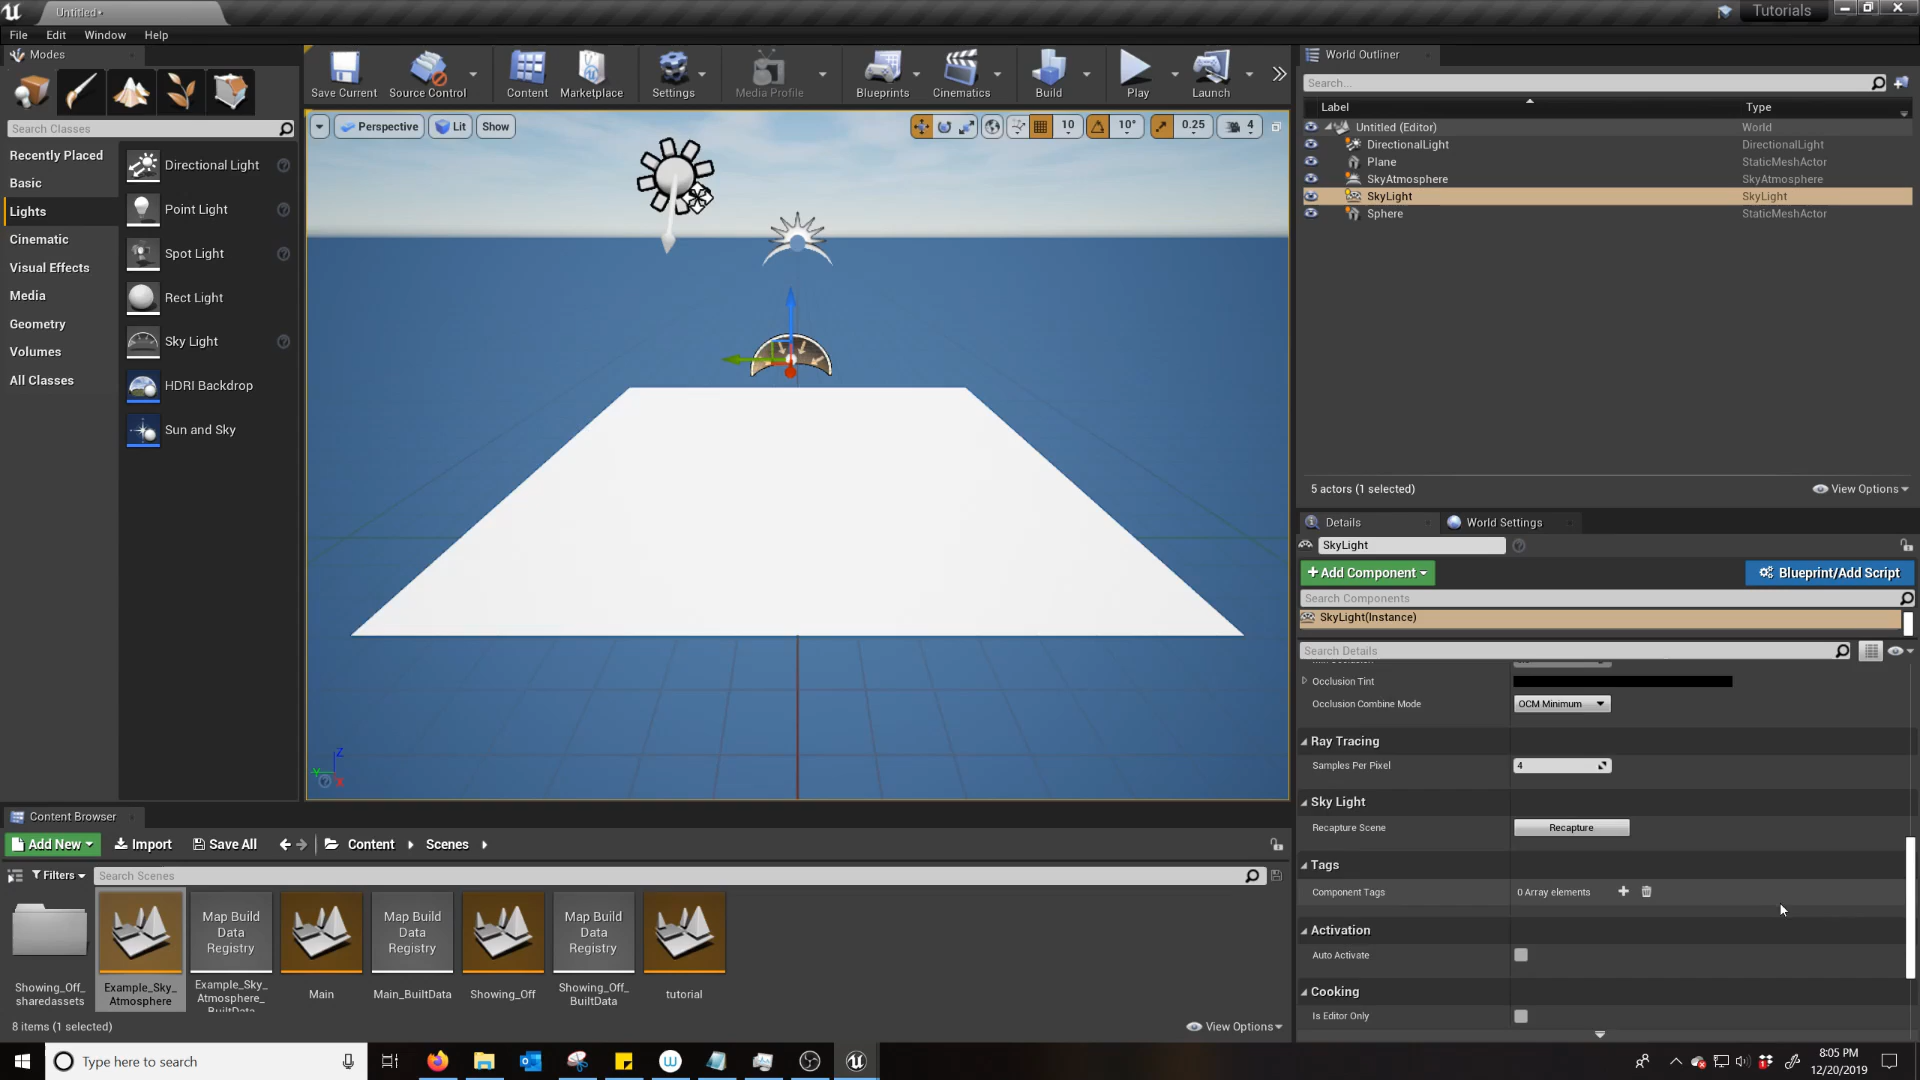 Untitled•
Tutorials
File Edit Window Help
Modes
Search Classes
Recently Placed
Basic
Lights
Cinematic
Visual Effects
Media
Geometry
Volumes
All Classes
Directional Light
Point Light
Spot Light
Rect Light
Sky Light
HDRI Backdrop
Sun and Sky
Save Current
Source Control
Content
Marketplace
Settings
Media Profile
Blueprints
Cinematics
Build
Play
Launch
Perspective
Lit
Show
10
10°
0.25
4
Z
Y
X
World Outliner
Search...
Label Type
Untitled (Editor) World
DirectionalLight DirectionalLight
Plane StaticMeshActor
SkyAtmosphere SkyAtmosphere
SkyLight SkyLight
Sphere StaticMeshActor
5 actors (1 selected)
View Options
Details
World Settings
SkyLight
+Add Component
Blueprint/Add Script
Search Components
SkyLight(Instance)
Search Details
Occlusion Tint
Occlusion Combine Mode OCM Minimum
Ray Tracing
Samples Per Pixel 4
Sky Light
Recapture Scene Recapture
Tags
Component Tags 0 Array elements
Activation
Auto Activate
Cooking
Is Editor Only
Content Browser
Add New
Import
Save All
Content
Scenes
Filters
Search Scenes
Showing_Off_
sharedassets
Example_Sky_
Atmosphere
Map Build
Data
Registry
Example_Sky_
Atmosphere_
BuiltData
Main
Map Build
Data
Registry
Main_BuiltData
Showing_Off
Map Build
Data
Registry
Showing_Off_
BuiltData
tutorial
8 items (1 selected)
View Options
Type here to search
8:05 PM
12/20/2019